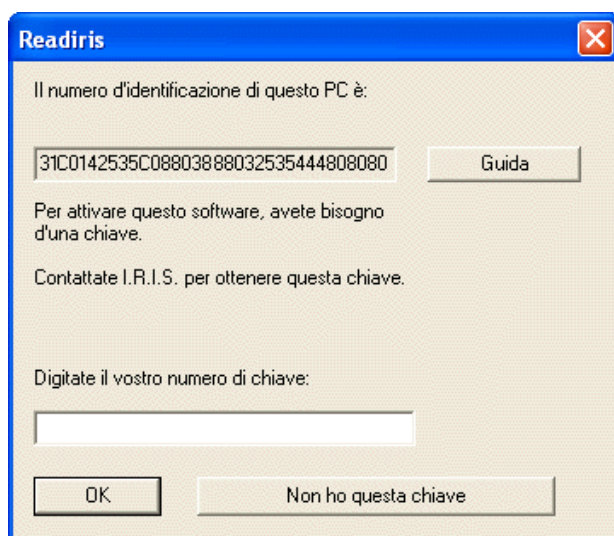 Readiris
Il numero d'identificazione di questo PC è:
31C0142535C08803888032535444808080
Guida
Per attivare questo software, avete bisogno
d'una chiave.
Contattate I.R.I.S. per ottenere questa chiave.
Digitate il vostro numero di chiave:
OK
Non ho questa chiave